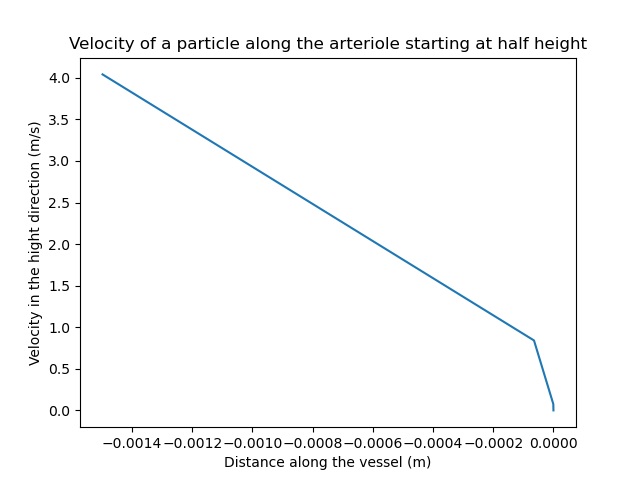 Velocity of a particle along the arteriole starting at half height
Velocity in the hight direction (m/s)
4.0
3.5
3.0
2.5
2.0
1.5
1.0
0.5
0.0
−0.0014 −0.0012 −0.0010 −0.0008 −0.0006 −0.0004 −0.0002 0.0000
Distance along the vessel (m)